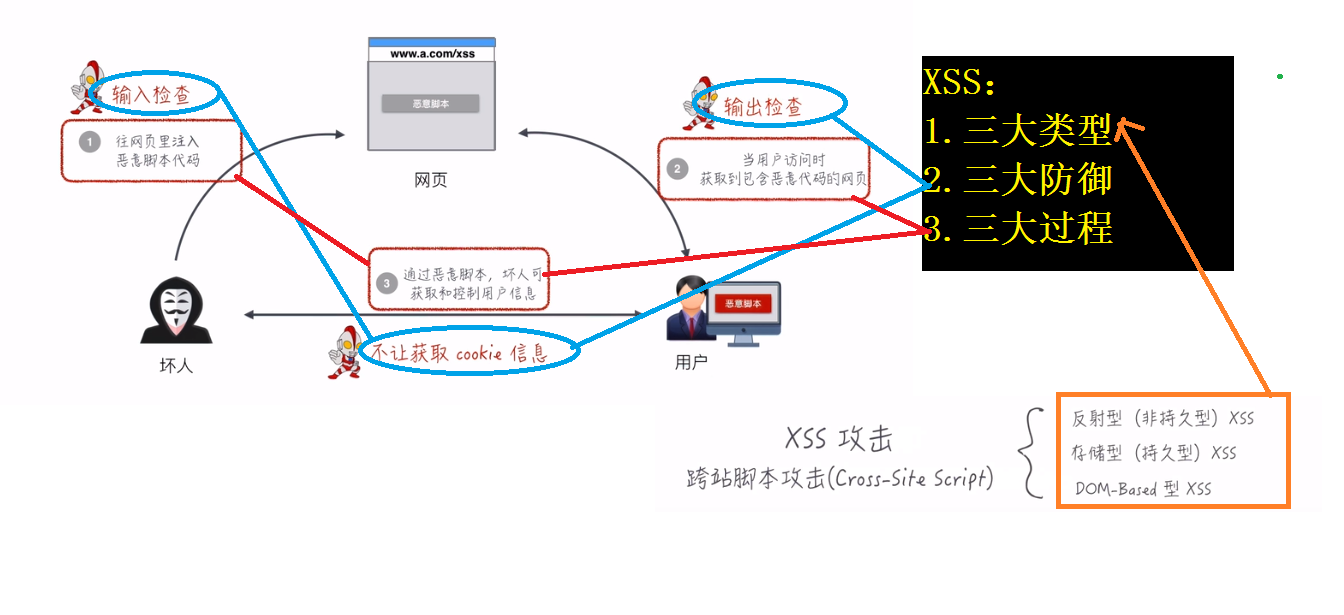 www.a.com/xss
恶意脚本
网页
输入检查
1
往网页里注入
恶意脚本代码
输出检查
2
当用户访问时
获取到包含恶意代码的网页
3
通过恶意脚本，坏人可
获取和控制用户信息
不让获取 cookie 信息
坏人
恶意脚本
用户
XSS：
1.三大类型
2.三大防御
3.三大过程
XSS 攻击
跨站脚本攻击(Cross-Site Script)
反射型（非持久型）XSS
存储型（持久型）XSS
DOM-Based 型 XSS